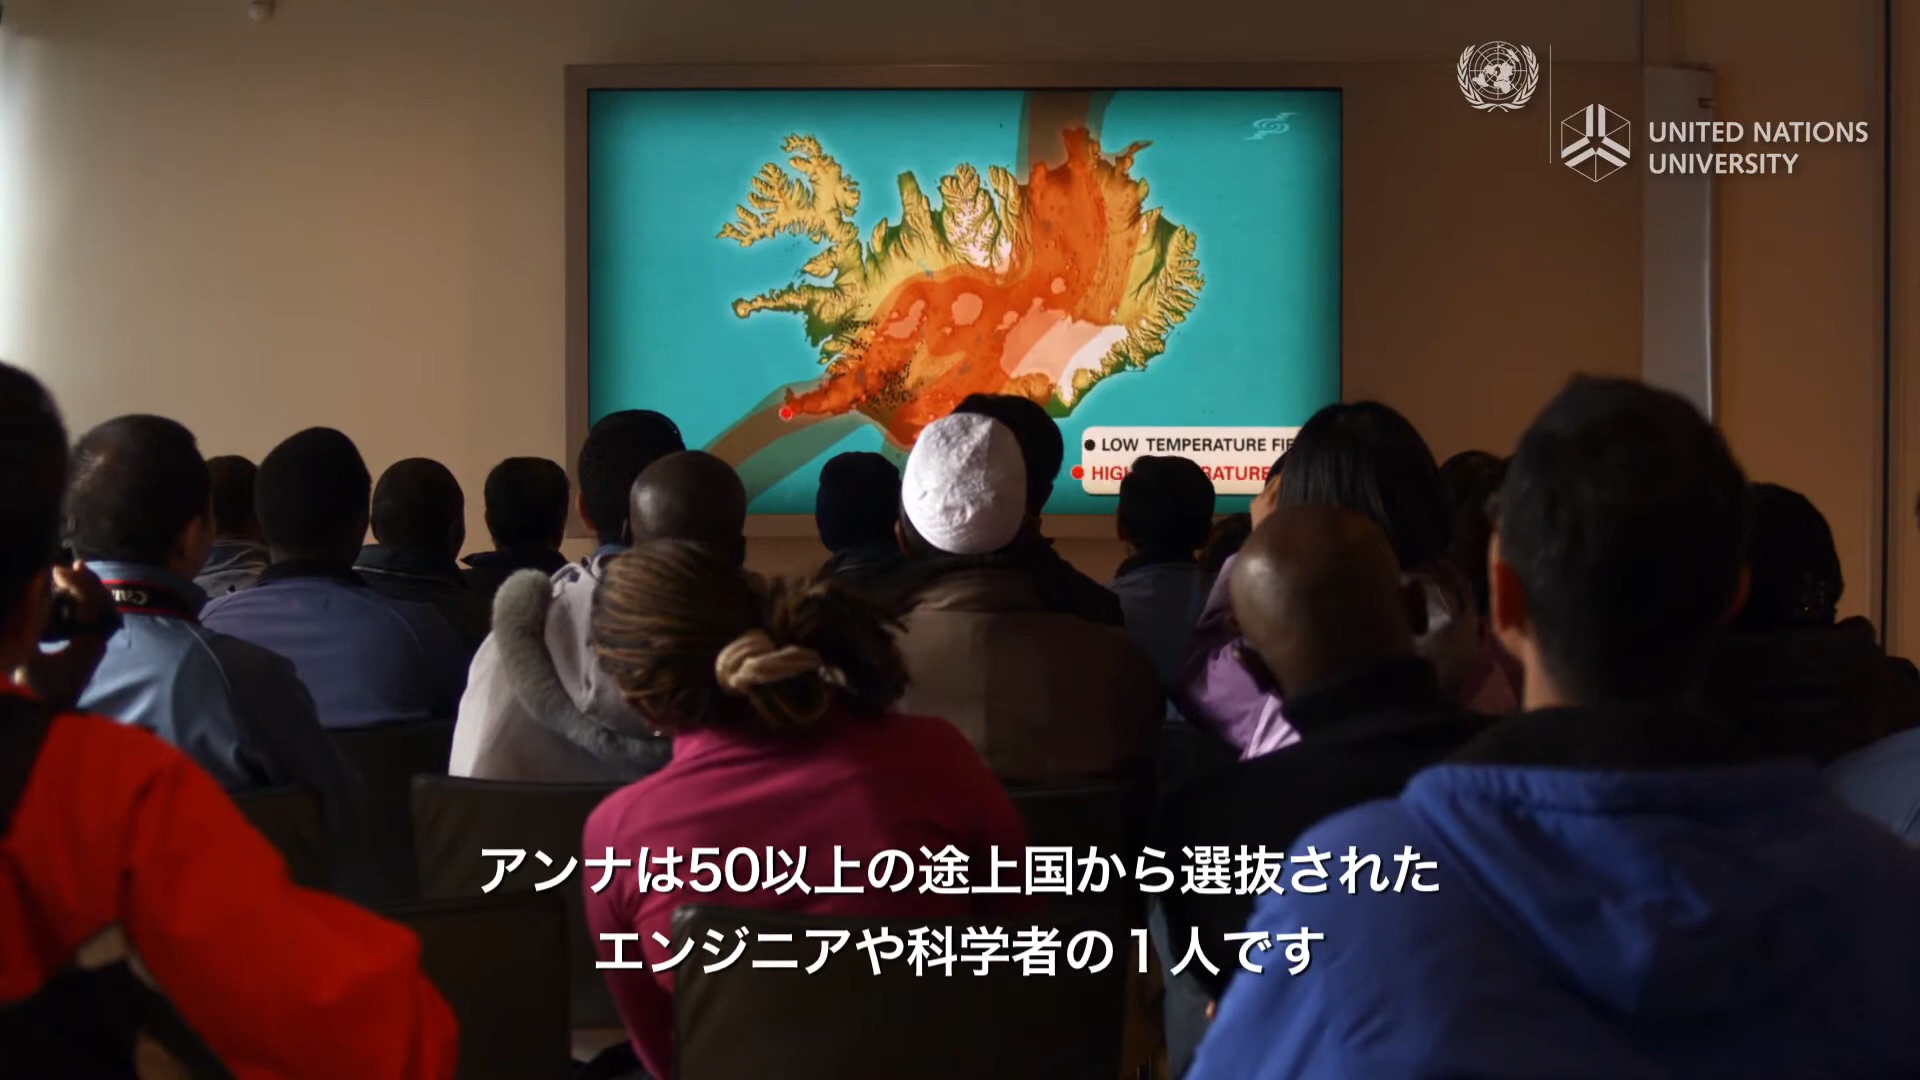 UNITED NATIONS
UNIVERSITY
LOW TEMPERATURE
アンナは50以上の途上国から選抜された
エンジニアや科学者の1人です